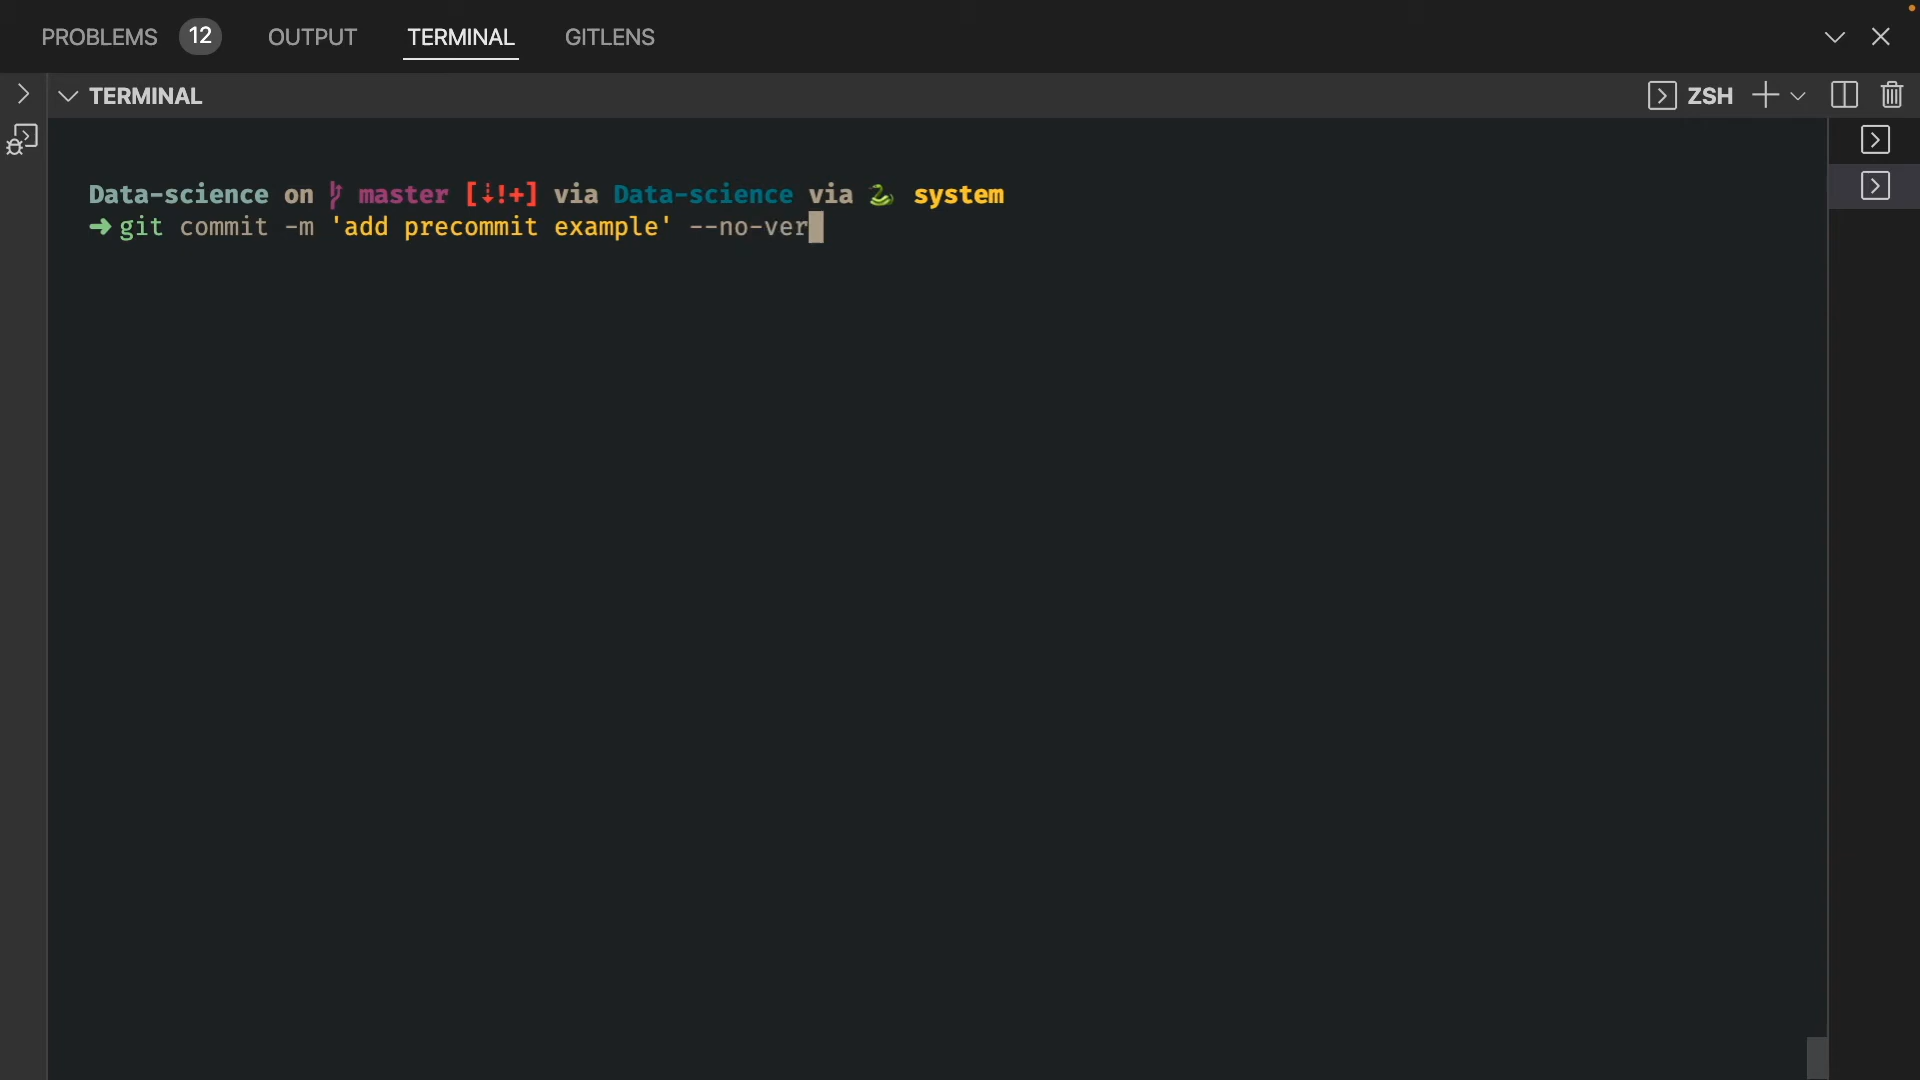 PROBLEMS 12 OUTPUT TERMINAL GITLENS
TERMINAL ZSH
Data-science on master [⇣!+] via Data-science via 🐍 system
➜ git commit -m 'add precommit example' --no-ver